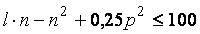 l · n − n² + 0,25p² ≤ 100